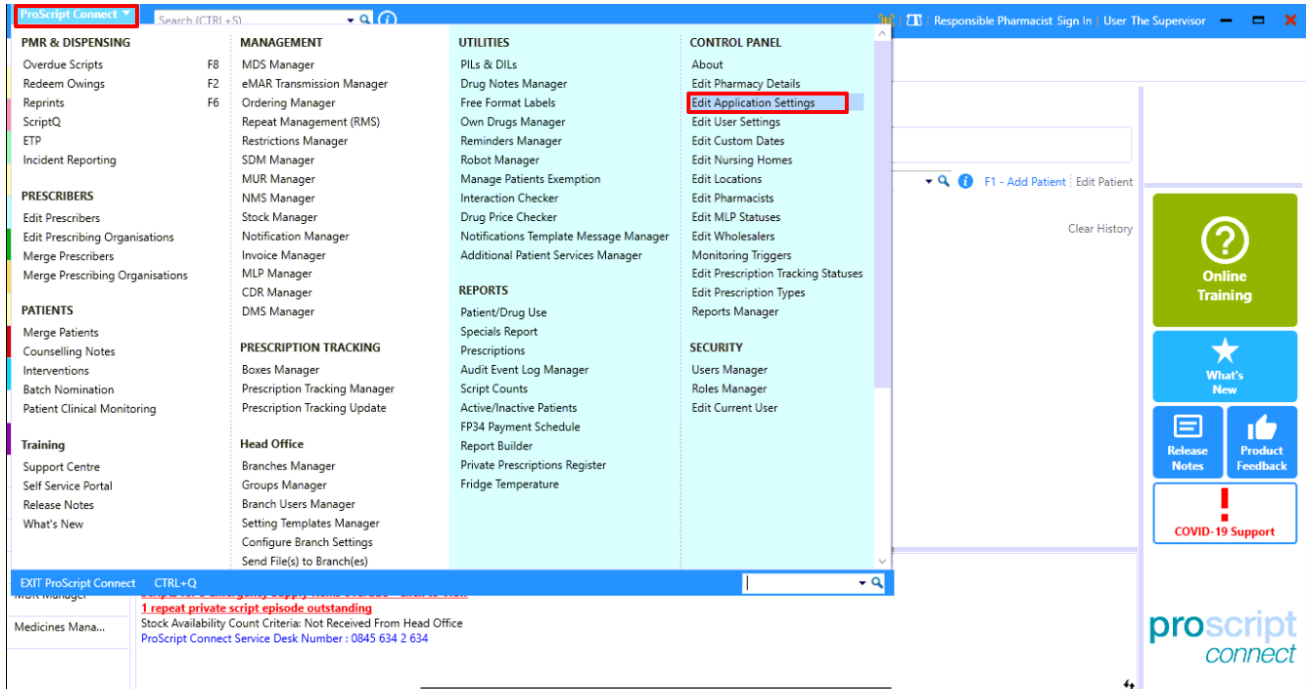 ProScript Connect
Search (CTRL+S)
Responsible Pharmacist Sign In | User The Supervisor
PMR & DISPENSING
Overdue Scripts F8
Redeem Owings F2
Reprints F6
ScriptQ
ETP
Incident Reporting
PRESCRIBERS
Edit Prescribers
Edit Prescribing Organisations
Merge Prescribers
Merge Prescribing Organisations
PATIENTS
Merge Patients
Counselling Notes
Interventions
Batch Nomination
Patient Clinical Monitoring
Training
Support Centre
Self Service Portal
Release Notes
What's New
MANAGEMENT
MDS Manager
eMAR Transmission Manager
Ordering Manager
Repeat Management (RMS)
Restrictions Manager
SDM Manager
MUR Manager
NMS Manager
Stock Manager
Notification Manager
Invoice Manager
MLP Manager
CDR Manager
DMS Manager
PRESCRIPTION TRACKING
Boxes Manager
Prescription Tracking Manager
Prescription Tracking Update
Head Office
Branches Manager
Groups Manager
Branch Users Manager
Setting Templates Manager
Configure Branch Settings
Send File(s) to Branch(es)
UTILITIES
PILs & DILs
Drug Notes Manager
Free Format Labels
Own Drugs Manager
Reminders Manager
Robot Manager
Manage Patients Exemption
Interaction Checker
Drug Price Checker
Notifications Template Message Manager
Additional Patient Services Manager
REPORTS
Patient/Drug Use
Specials Report
Prescriptions
Audit Event Log Manager
Script Counts
Active/Inactive Patients
FP34 Payment Schedule
Report Builder
Private Prescriptions Register
Fridge Temperature
CONTROL PANEL
About
Edit Pharmacy Details
Edit Application Settings
Edit User Settings
Edit Custom Dates
Edit Nursing Homes
Edit Locations
Edit Pharmacists
Edit MLP Statuses
Edit Wholesalers
Monitoring Triggers
Edit Prescription Tracking Statuses
Edit Prescription Types
Reports Manager
SECURITY
Users Manager
Roles Manager
Edit Current User
EXIT ProScript Connect CTRL+Q
F1 - Add Patient Edit Patient
Clear History
Online
Training
What's
New
Release
Notes
Product
Feedback
COVID-19 Support
MUR Manager
1 repeat private script episode outstanding
Medicines Mana...
Stock Availability Count Criteria: Not Received From Head Office
ProScript Connect Service Desk Number : 0845 634 2 634
proscript
connect